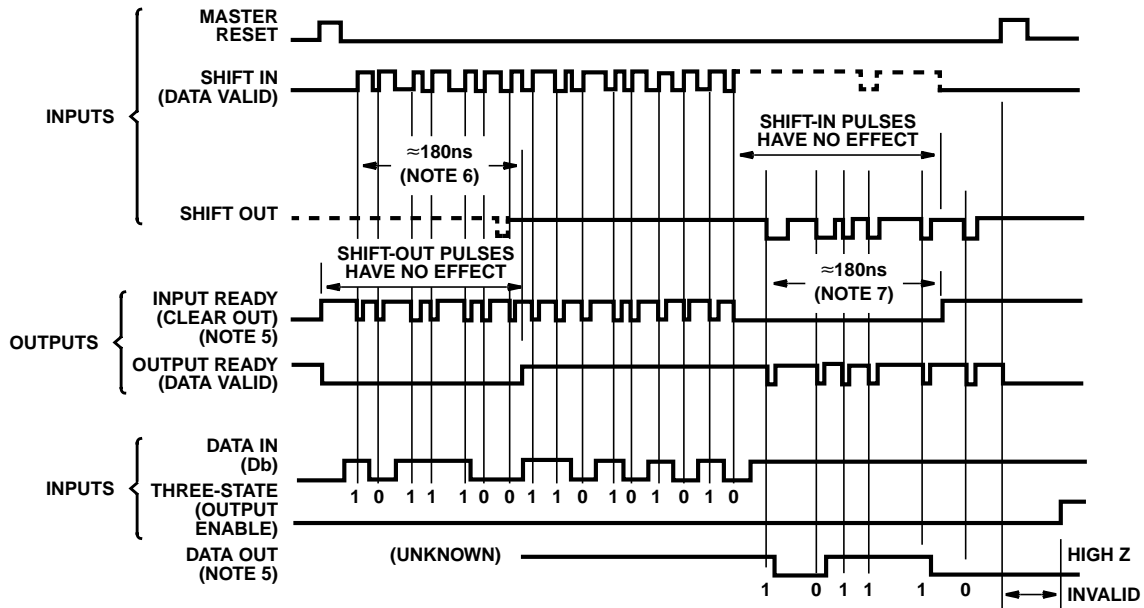 MASTER
RESET
SHIFT IN
(DATA VALID)
INPUTS
SHIFT-IN PULSES
HAVE NO EFFECT
≈180ns
(NOTE 6)
SHIFT OUT
SHIFT-OUT PULSES
HAVE NO EFFECT
≈180ns
(NOTE 7)
INPUT READY
(CLEAR OUT)
(NOTE 5)
OUTPUTS
OUTPUT READY
(DATA VALID)
DATA IN
(Db)
INPUTS
1 0 1 1 1 0 0 1 1 0 1 0 1 0 1 0
THREE-STATE
(OUTPUT
ENABLE)
DATA OUT
(NOTE 5)
(UNKNOWN)
HIGH Z
1 0 1 1 1 0
INVALID